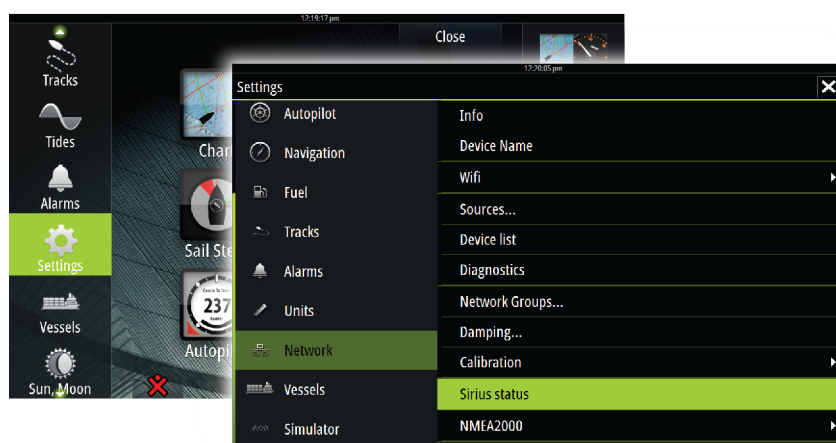 12:19:17 pm
Close
Tracks
Tides
Alarms
Settings
Vessels
Sun, Moon
Char
Sail Ste
237
Autopil
12:20:05 pm
Settings
Autopilot
Navigation
Fuel
Tracks
Alarms
Units
Network
Vessels
Simulator
Info
Device Name
Wifi
Sources...
Device list
Diagnostics
Network Groups...
Damping...
Calibration
Sirius status
NMEA2000